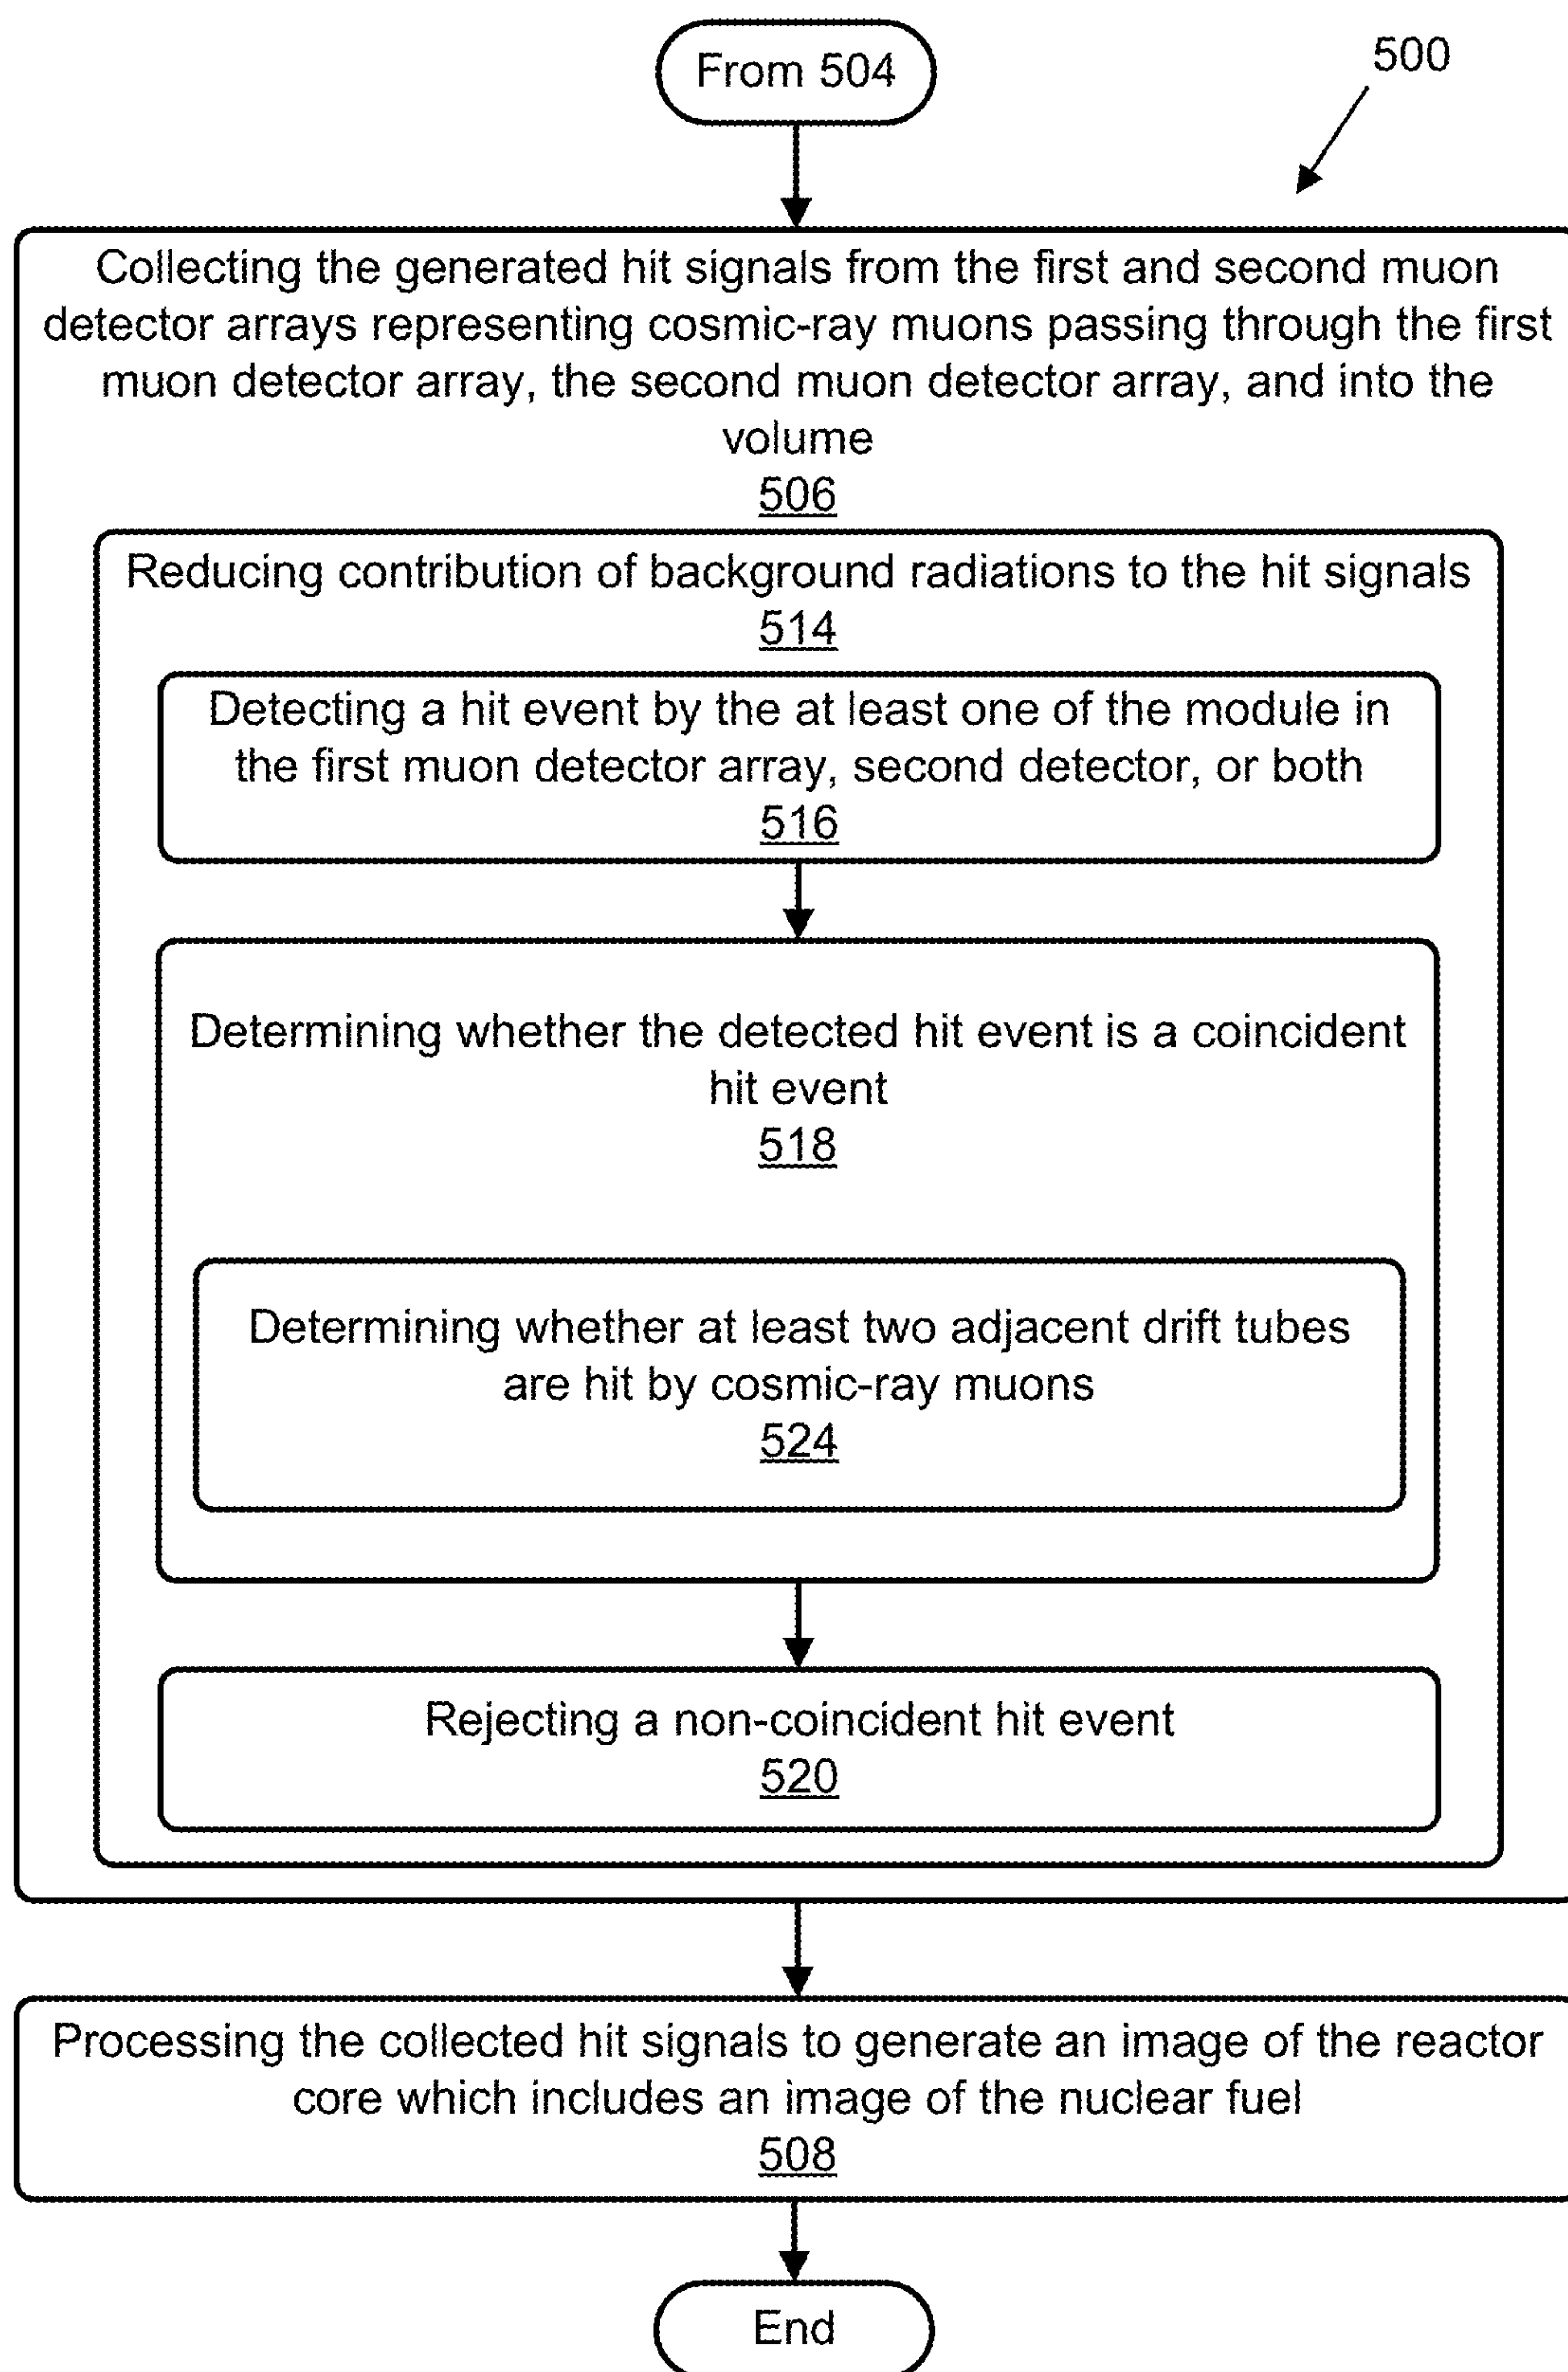 From 504
500
Collecting the generated hit signals from the first and second muon
detector arrays representing cosmic-ray muons passing through the first
muon detector array, the second muon detector array, and into the
volume
506
Reducing contribution of background radiations to the hit signals
514
Detecting a hit event by the at least one of the module in
the first muon detector array, second detector, or both
516
Determining whether the detected hit event is a coincident
hit event
518
Determining whether at least two adjacent drift tubes
are hit by cosmic-ray muons
524
Rejecting a non-coincident hit event
520
Processing the collected hit signals to generate an image of the reactor
core which includes an image of the nuclear fuel
508
End